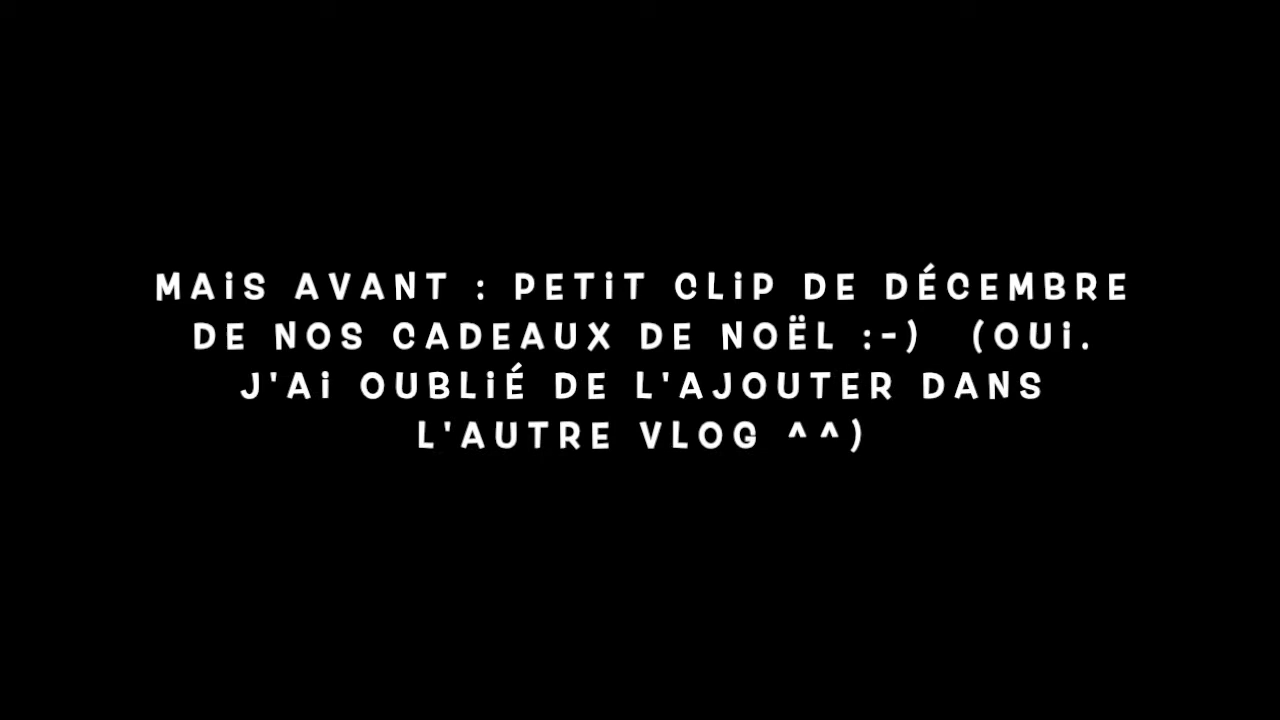 MAiS AVANT : PETiT CLiP DE DÉCEMBRE
DE NOS CADEAUX DE NOËL :-) (OUi.
J'Ai OUBLiÉ DE L'AJOUTER DANS
L'AUTRE VLOG ^^)